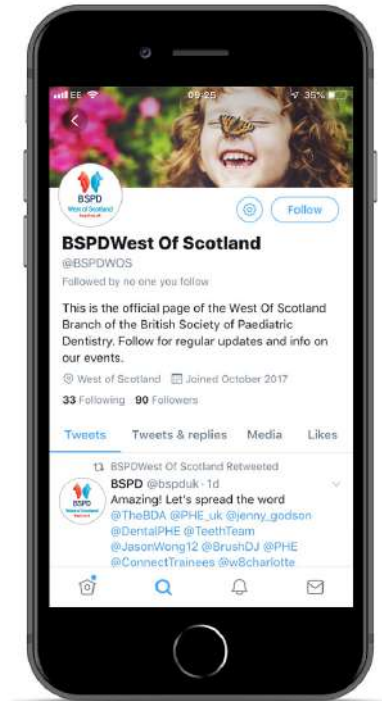 EE 09:25 35%
BSPD
West of Scotland
Follow
BSPDWest Of Scotland
@BSPDWOS
Followed by no one you follow
This is the official page of the West Of Scotland
Branch of the British Society of Paediatric
Dentistry. Follow for regular updates and info on
our events.
West of Scotland Joined October 2017
33 Following 90 Followers
Tweets Tweets & replies Media Likes
BSPDWest Of Scotland Retweeted
BSPD @bspduk · 1d
BSPD
Amazing! Let's spread the word
@TheBDA @PHE_uk @jenny_godson
@DentalPHE @TeethTeam
@JasonWong12 @BrushDJ @PHE
@ConnectTrainees @w8charlotte